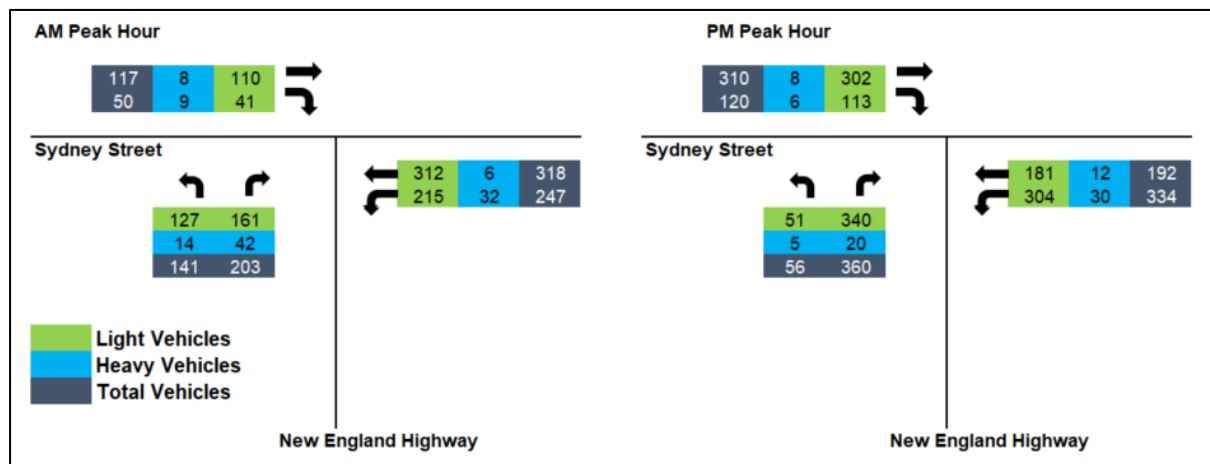 AM Peak Hour
117 8 110
50 9 41
Sydney Street
312 6 318
215 32 247
127 161
14 42
141 203
Light Vehicles
Heavy Vehicles
Total Vehicles
New England Highway
PM Peak Hour
310 8 302
120 6 113
Sydney Street
181 12 192
304 30 334
51 340
5 20
56 360
New England Highway